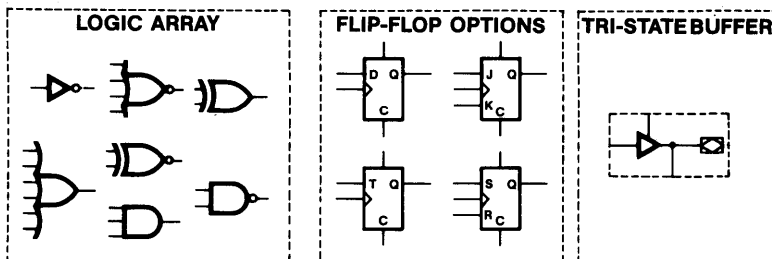 LOGIC ARRAY
FLIP-FLOP OPTIONS
TRI-STATE BUFFER
D Q
C
J Q
K C
T Q
C
S Q
R C